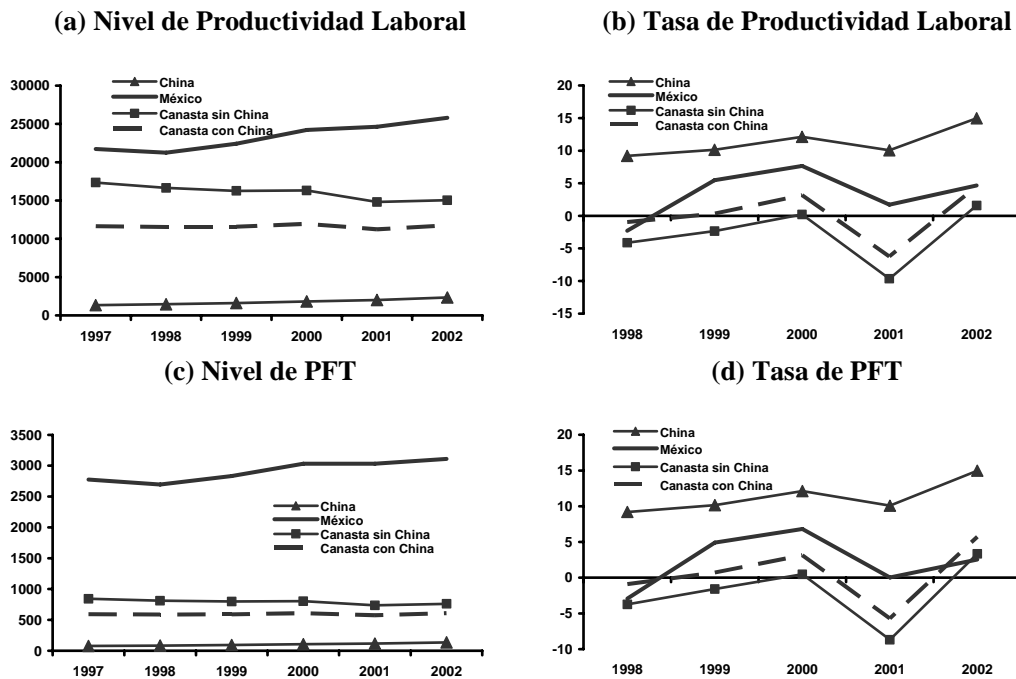 (a) Nivel de Productividad Laboral
30000
25000
20000
15000
10000
5000
0
China
México
Canasta sin China
Canasta con China
1997 1998 1999 2000 2001 2002
(b) Tasa de Productividad Laboral
20
15
10
5
0
-5
-10
-15
China
México
Canasta sin China
Canasta con China
1998 1999 2000 2001 2002
(c) Nivel de PFT
3500
3000
2500
2000
1500
1000
500
0
China
México
Canasta sin China
Canasta con China
1997 1998 1999 2000 2001 2002
(d) Tasa de PFT
20
15
10
5
0
-5
-10
China
México
Canasta sin China
Canasta con China
1998 1999 2000 2001 2002